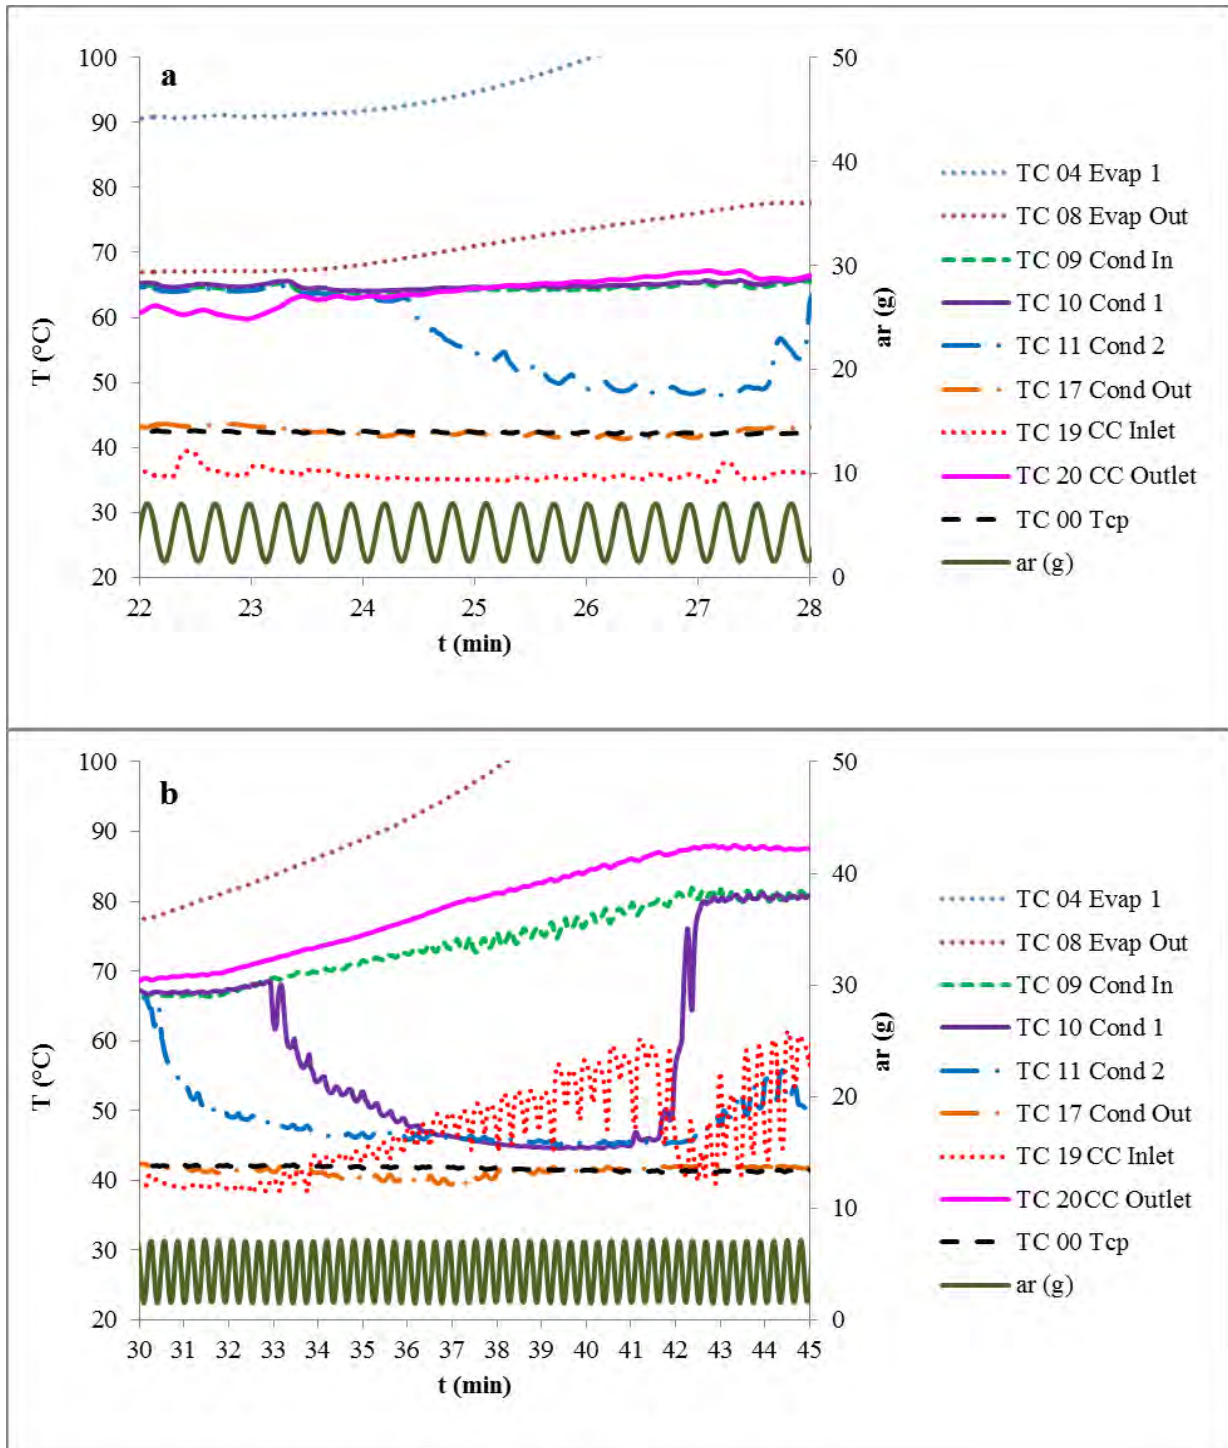 a
100
90
80
70
60
50
40
30
20
T (°C)
50
40
30
20
10
0
ar (g)
22 23 24 25 26 27 28
t (min)
TC 04 Evap 1
TC 08 Evap Out
TC 09 Cond In
TC 10 Cond 1
TC 11 Cond 2
TC 17 Cond Out
TC 19 CC Inlet
TC 20 CC Outlet
TC 00 Tcp
ar (g)
b
100
90
80
70
60
50
40
30
20
T (°C)
50
40
30
20
10
0
ar (g)
30 31 32 33 34 35 36 37 38 39 40 41 42 43 44 45
t (min)
TC 04 Evap 1
TC 08 Evap Out
TC 09 Cond In
TC 10 Cond 1
TC 11 Cond 2
TC 17 Cond Out
TC 19 CC Inlet
TC 20CC Outlet
TC 00 Tcp
ar (g)